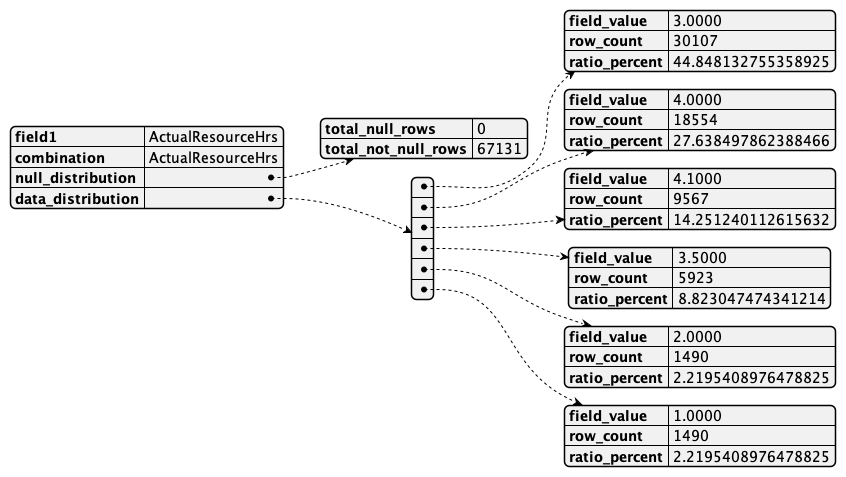 field1 ActualResourceHrs
combination ActualResourceHrs
null_distribution
data_distribution
total_null_rows 0
total_not_null_rows 67131
field_value 3.0000
row_count 30107
ratio_percent 44.848132755358925
field_value 4.0000
row_count 18554
ratio_percent 27.638497862388466
field_value 4.1000
row_count 9567
ratio_percent 14.251240112615632
field_value 3.5000
row_count 5923
ratio_percent 8.823047474341214
field_value 2.0000
row_count 1490
ratio_percent 2.2195408976478825
field_value 1.0000
row_count 1490
ratio_percent 2.2195408976478825